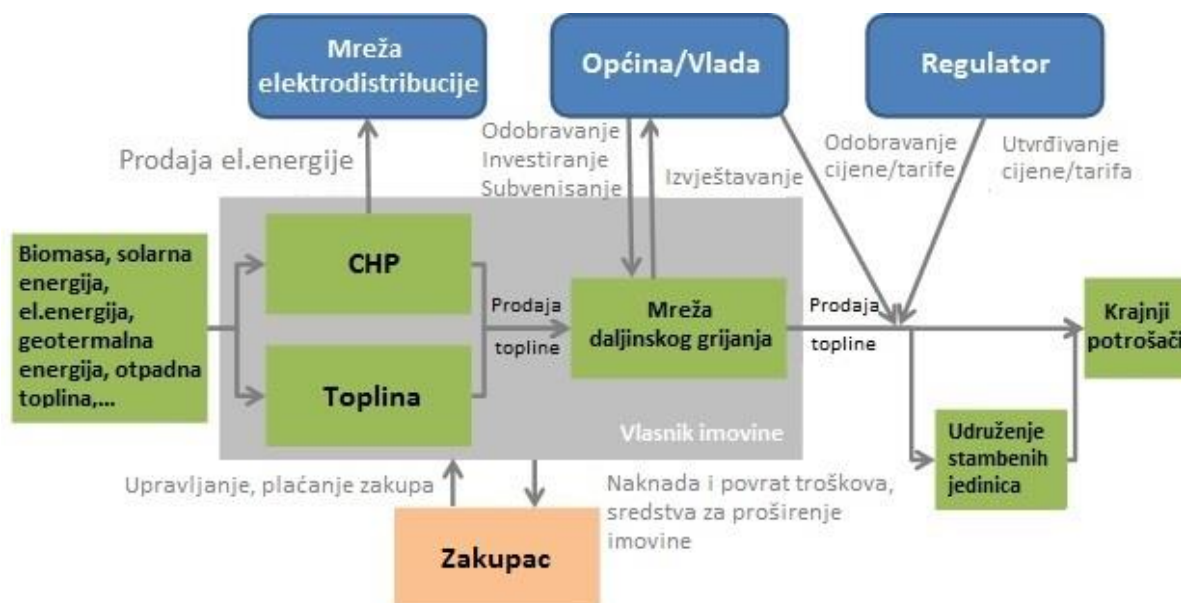 Mreža
elektrodistribucije
Općina/Vlada
Regulator
Prodaja el.energije
Odobravanje
Investiranje
Subvenisanje
Izvještavanje
Odobravanje
cijene/tarife
Utvrđivanje
cijene/tarifa
Biomasa, solarna
energija,
el.energija,
geotermalna
energija, otpadna
toplina,...
CHP
Toplina
Prodaja
topline
Mreža
daljinskog grijanja
Prodaja
topline
Krajnji
potrošači
Vlasnik imovine
Udruženje
stambenih
jedinica
Upravljanje, plaćanje zakupa
Naknada i povrat troškova,
sredstva za proširenje
imovine
Zakupac